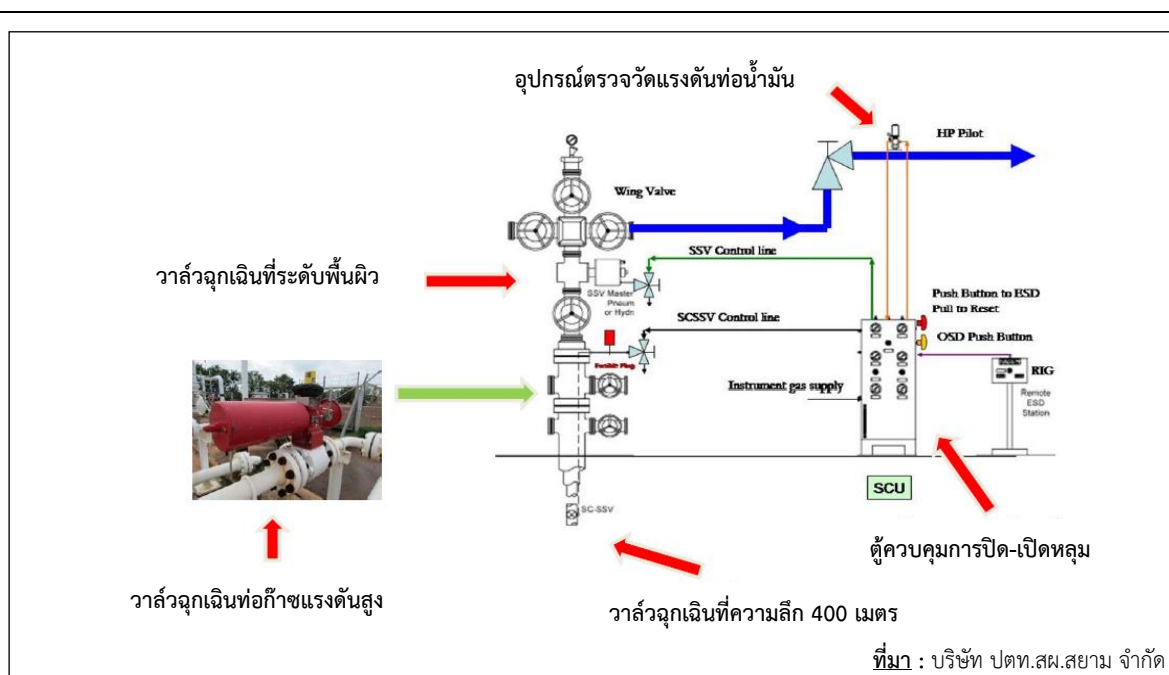 อุปกรณ์ตรวจวัดแรงดันท่อน้ำมัน
HP Pilot
Wing Valve
วาล์วฉุกเฉินที่ระดับพื้นผิว
SSV Control line
SSV Master
Pneum
or Hydn
Push Button to ESD
Pull to Reset
SCSSV Control line
OSD Push Button
Fusible Plug
RIG
Instrument gas supply
Remote
ESD
Station
SCU
SC-SSV
ตู้ควบคุมการปิด-เปิดหลุม
วาล์วฉุกเฉินท่อก๊าซแรงดันสูง
วาล์วฉุกเฉินที่ความลึก 400 เมตร
ที่มา : บริษัท ปตท.สผ.สยาม จำกัด